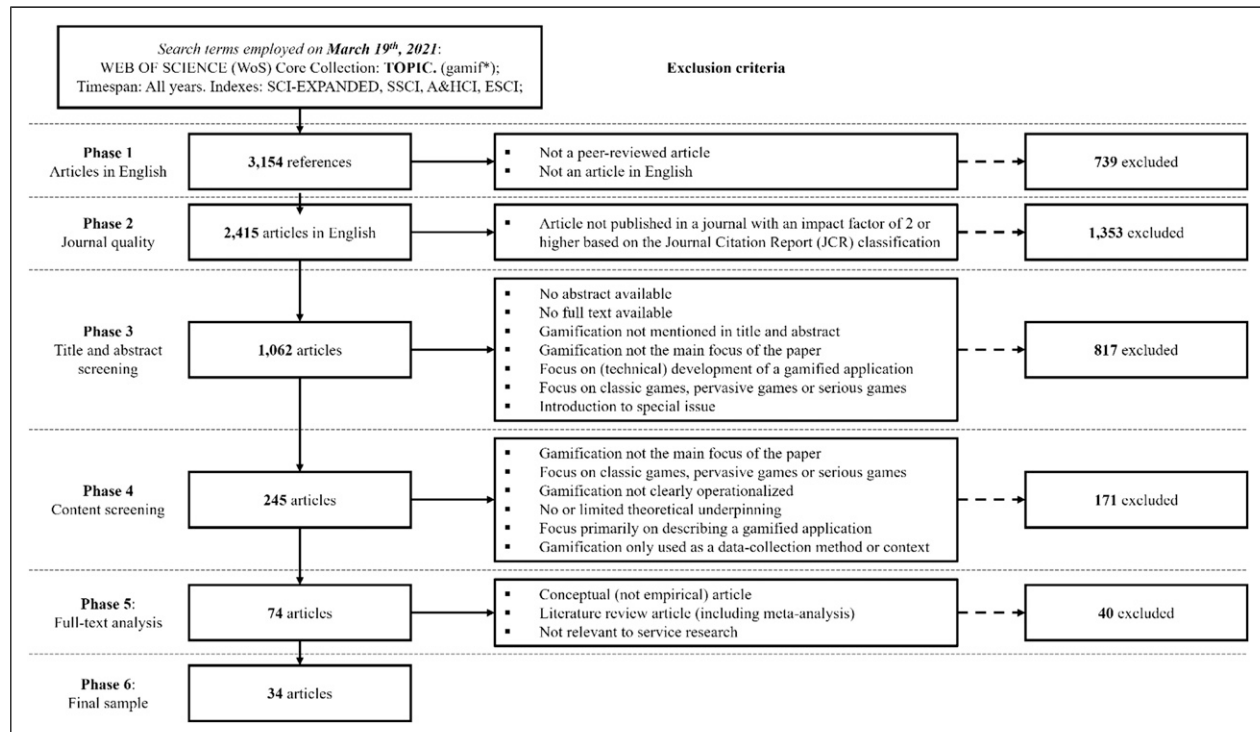 Search terms employed on March 19th, 2021:
WEB OF SCIENCE (WoS) Core Collection: TOPIC. (gamif*);
Timespan: All years. Indexes: SCI-EXPANDED, SSCI, A&HCI, ESCI;
Exclusion criteria
Phase 1
Articles in English
3,154 references
▪ Not a peer-reviewed article
▪ Not an article in English
739 excluded
Phase 2
Journal quality
2,415 articles in English
▪ Article not published in a journal with an impact factor of 2 or
higher based on the Journal Citation Report (JCR) classification
1,353 excluded
Phase 3
Title and abstract
screening
1,062 articles
▪ No abstract available
▪ No full text available
▪ Gamification not mentioned in title and abstract
▪ Gamification not the main focus of the paper
▪ Focus on (technical) development of a gamified application
▪ Focus on classic games, pervasive games or serious games
▪ Introduction to special issue
817 excluded
Phase 4
Content screening
245 articles
▪ Gamification not the main focus of the paper
▪ Focus on classic games, pervasive games or serious games
▪ Gamification not clearly operationalized
▪ No or limited theoretical underpinning
▪ Focus primarily on describing a gamified application
▪ Gamification only used as a data-collection method or context
171 excluded
Phase 5:
Full-text analysis
74 articles
▪ Conceptual (not empirical) article
▪ Literature review article (including meta-analysis)
▪ Not relevant to service research
40 excluded
Phase 6:
Final sample
34 articles